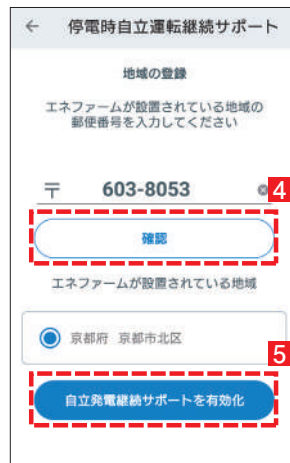 ← 停電時自立運転継続サポート
地域の登録
エネファームが設置されている地域の
郵便番号を入力してください
〒 603-8053
4
確認
エネファームが設置されている地域
京都府 京都市北区
5
自立発電継続サポートを有効化